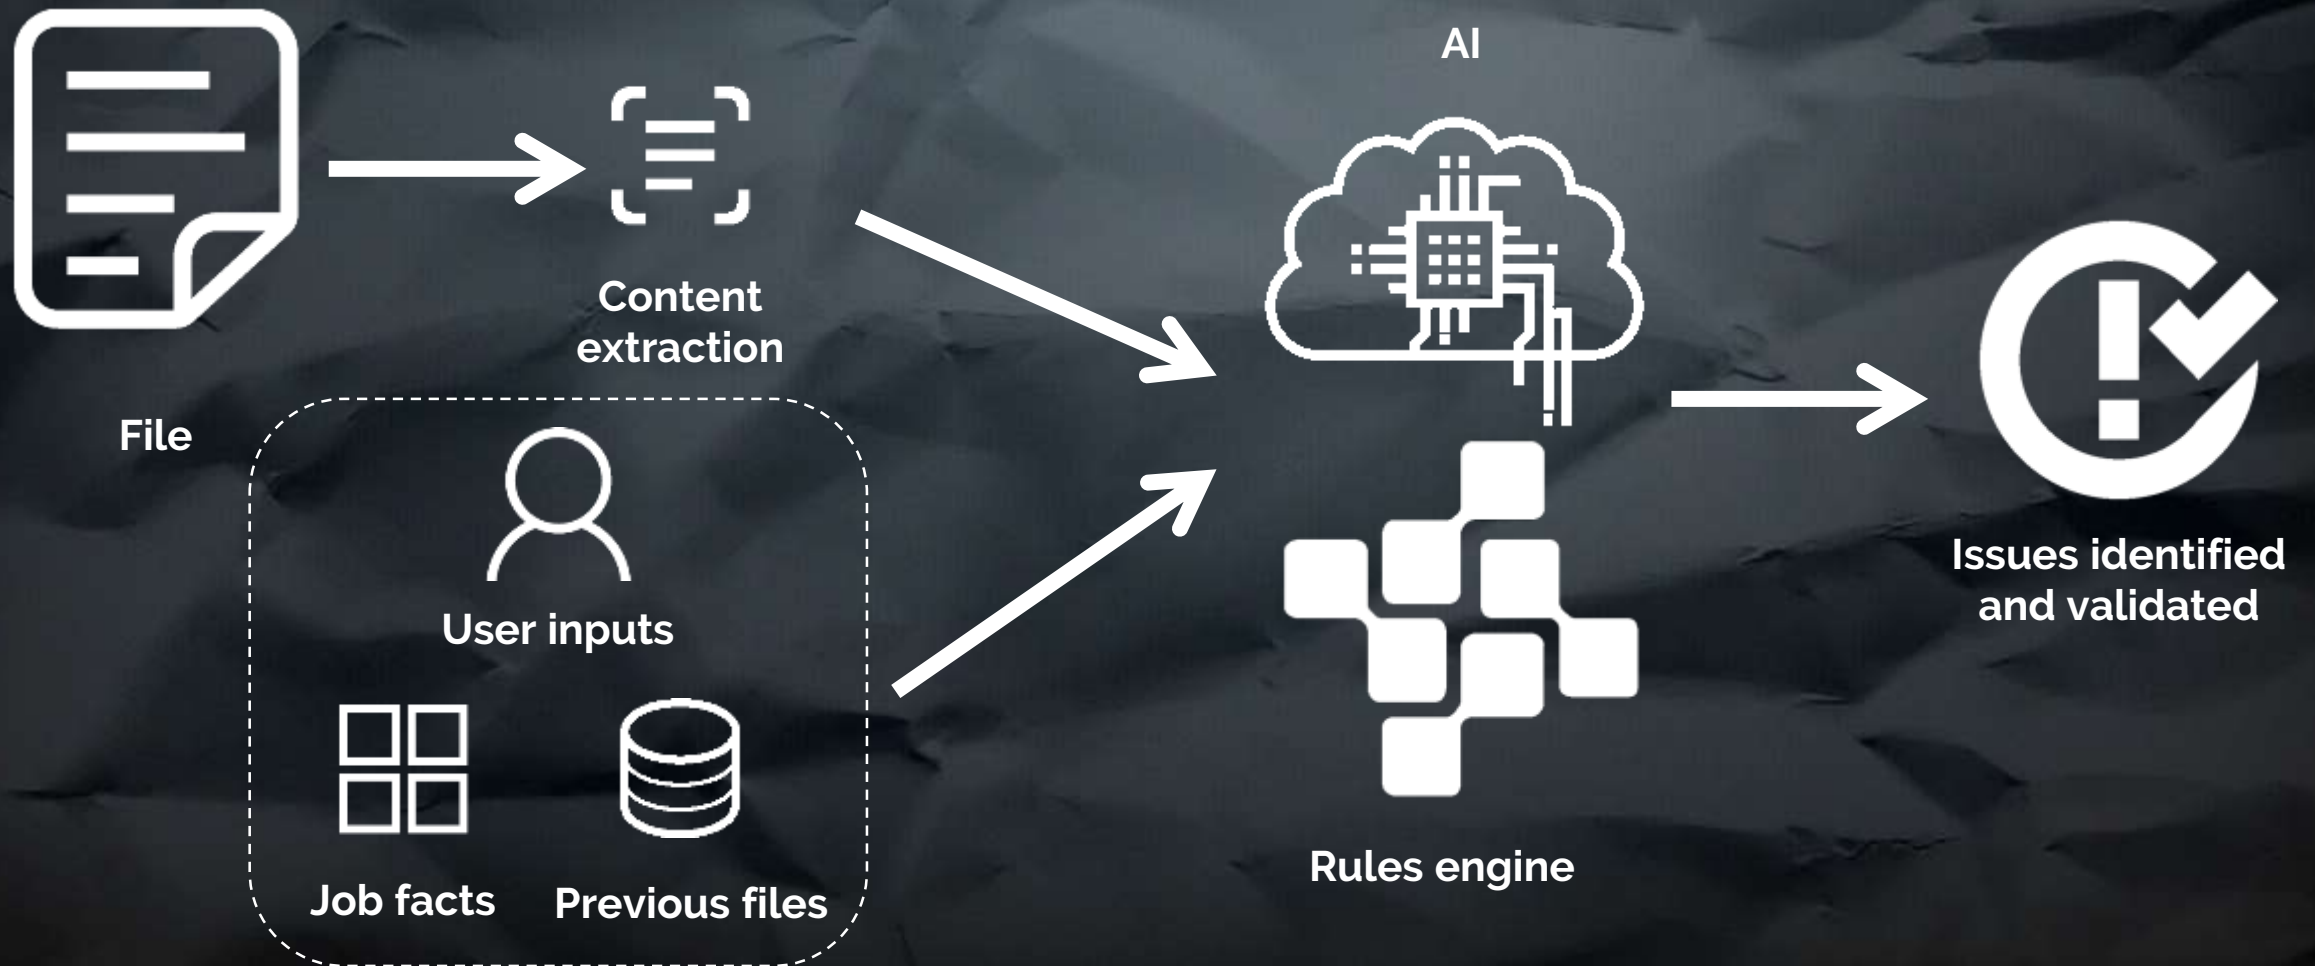 AI
Content
extraction
File
User inputs
Job facts
Previous files
Rules engine
Issues identified
and validated